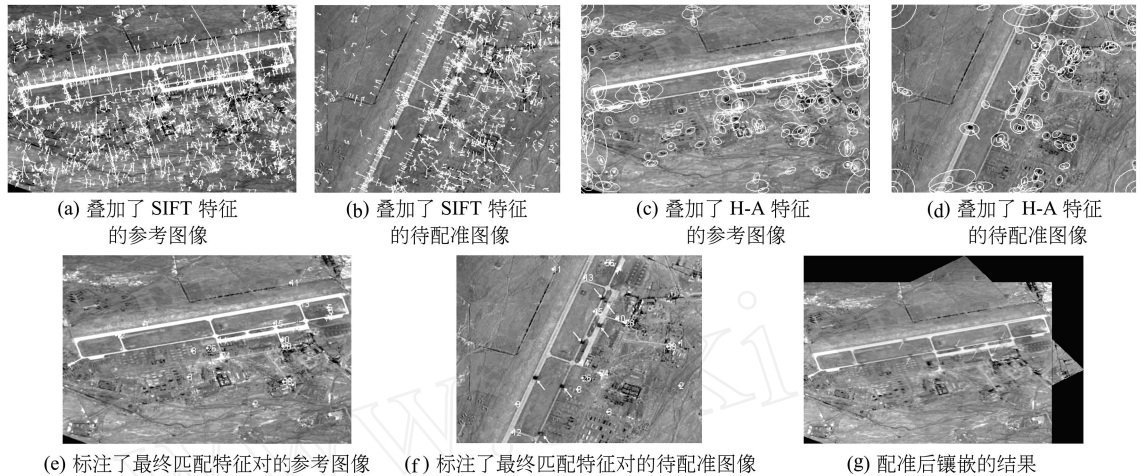 (a) 叠加了 SIFT 特征
的参考图像
(b) 叠加了 SIFT 特征
的待配准图像
(c) 叠加了 H-A 特征
的参考图像
(d) 叠加了 H-A 特征
的待配准图像
(e) 标注了最终匹配特征对的参考图像
(f) 标注了最终匹配特征对的待配准图像
(g) 配准后镶嵌的结果